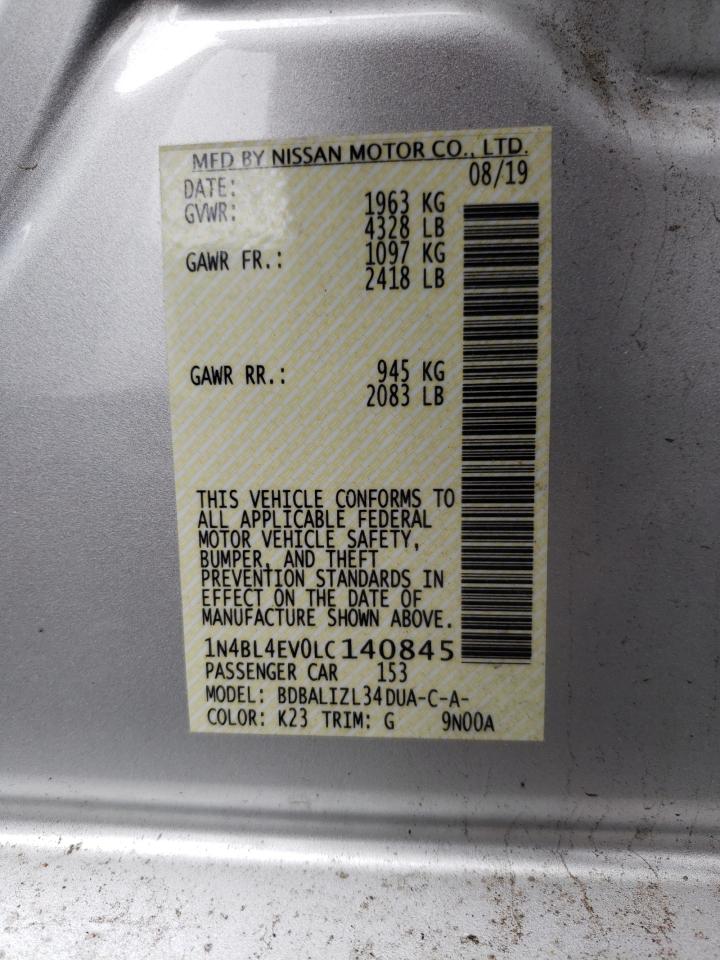 MFD BY NISSAN MOTOR CO., LTD.
DATE: 08/19
GVWR: 1963 KG
4328 LB
GAWR FR.: 1097 KG
2418 LB
GAWR RR.: 945 KG
2083 LB
THIS VEHICLE CONFORMS TO
ALL APPLICABLE FEDERAL
MOTOR VEHICLE SAFETY,
BUMPER, AND THEFT
PREVENTION STANDARDS IN
EFFECT ON THE DATE OF
MANUFACTURE SHOWN ABOVE.
1N4BL4EV0LC140845
PASSENGER CAR 153
MODEL: BDBALIZL34DUA-C-A-
COLOR: K23 TRIM: G 9N00A